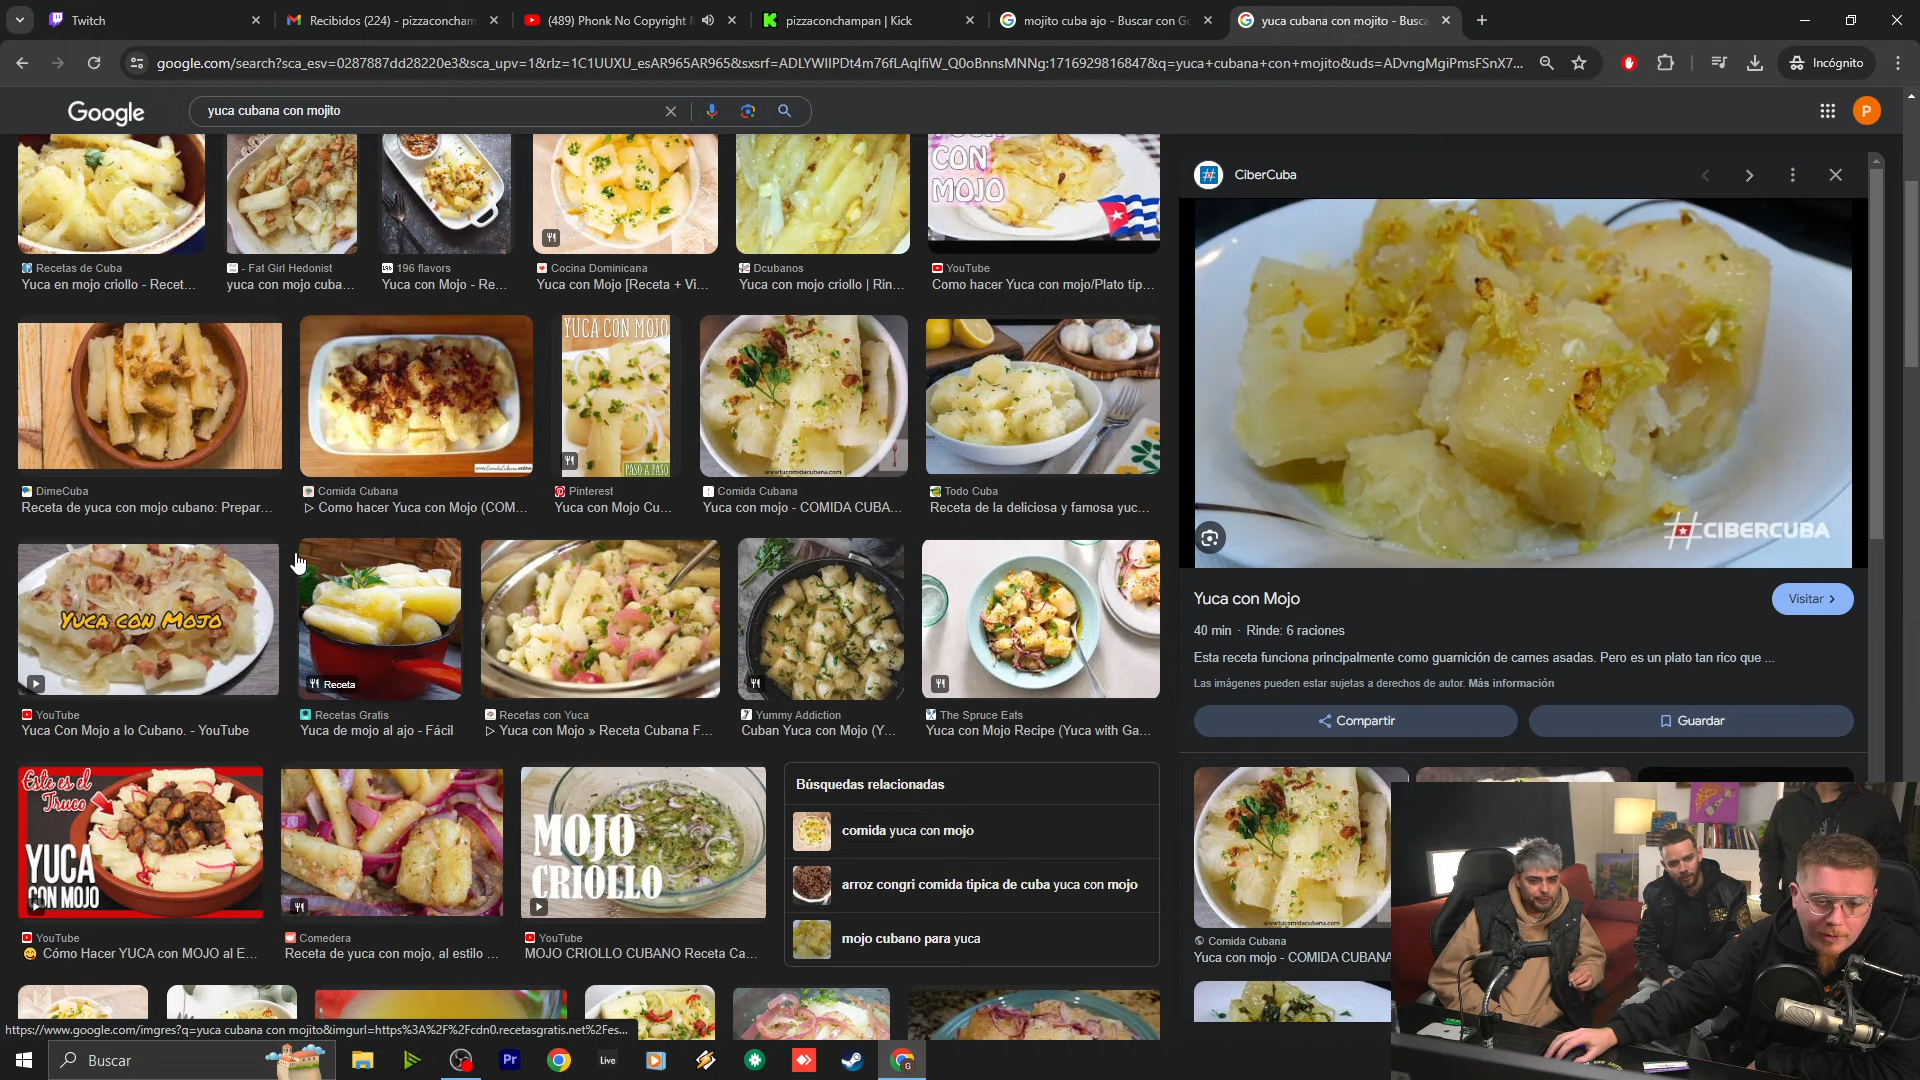 Twitch
Recibidos (224) - pizzaconcham
(489) Phonk No Copyright
pizzaconchampan | Kick
mojito cuba ajo - Buscar con G
yuca cubana con mojito - Busca
google.com/search?sca_esv=0287887dd28220e3&sca_upv=1&rlz=1C1UUXU_esAR965AR965&sxsrf=ADLYWIIPDt4m76fLAqIfiW_Q0oBnnsMNNg:1716929816847&q=yuca+cubana+con+mojito&uds=ADvngMgiPmsFSnX7...
Incógnito
Google
yuca cubana con mojito
P
CON
MOJO
Recetas de Cuba
Yuca en mojo criollo - Recet...
- Fat Girl Hedonist
yuca con mojo cuba...
196 flavors
Yuca con Mojo - Re...
Cocina Dominicana
Yuca con Mojo [Receta + Vi...
Dcubanos
Yuca con mojo criollo | Rin...
YouTube
Como hacer Yuca con mojo/Plato típ...
CiberCuba
#CIBERCUBA
YUCA CON MOJO
PASO A PASO
www.tucomidacubana.com
DimeCuba
Receta de yuca con mojo cubano: Prepar...
Comida Cubana
▷ Como hacer Yuca con Mojo (COM...
Pinterest
Yuca con Mojo Cu...
Comida Cubana
Yuca con mojo - COMIDA CUBA...
Todo Cuba
Receta de la deliciosa y famosa yuc...
Yuca con Mojo
Visitar
40 min · Rinde: 6 raciones
Esta receta funciona principalmente como guarnición de carnes asadas. Pero es un plato tan rico que ...
Las imágenes pueden estar sujetas a derechos de autor. Más información
Compartir
Guardar
YUCA CON MOJO
Receta
YouTube
Yuca Con Mojo a lo Cubano. - YouTube
Recetas Gratis
Yuca de mojo al ajo - Fácil
Recetas con Yuca
▷ Yuca con Mojo » Receta Cubana F...
Yummy Addiction
Cuban Yuca con Mojo (Y...
The Spruce Eats
Yuca con Mojo Recipe (Yuca with Ga...
Este es el
Truco
YUCA
CON MOJO
MOJO
CRIOLLO
Búsquedas relacionadas
comida yuca con mojo
arroz congri comida tipica de cuba yuca con mojo
mojo cubano para yuca
YouTube
Cómo Hacer YUCA con MOJO al E...
Comedera
Receta de yuca con mojo, al estilo ...
YouTube
MOJO CRIOLLO CUBANO Receta Ca...
www.tucomidacubana.com
Comida Cubana
Yuca con mojo - COMIDA CUBANA
https://www.google.com/imgres?q=yuca cubana con mojito&imgurl=https%3A%2F%2Fcdn0.recetasgratis.net%2Fes...
Buscar
Pr
Live